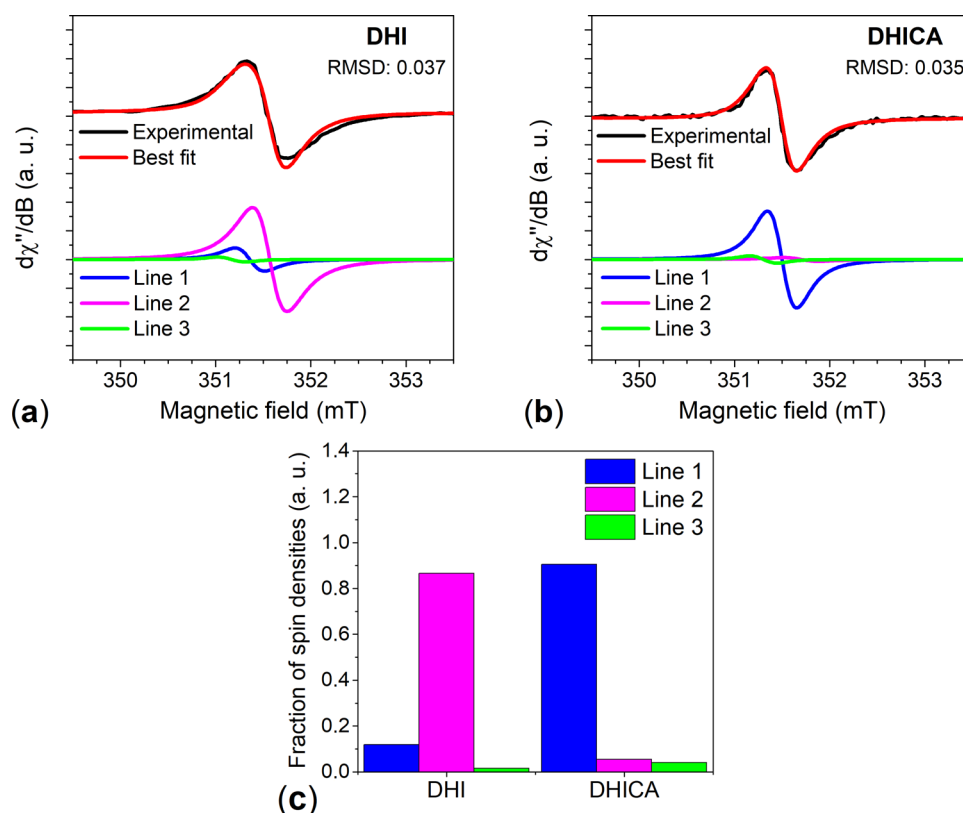 DHI
RMSD: 0.037
Experimental
Best fit
Line 1
Line 2
Line 3
dχ"/dB (a. u.)
350 351 352 353
Magnetic field (mT)
(a)
DHICA
RMSD: 0.035
Experimental
Best fit
Line 1
Line 2
Line 3
dχ"/dB (a. u.)
350 351 352 353
Magnetic field (mT)
(b)
1.4
1.2
1.0
0.8
0.6
0.4
0.2
0.0
Fraction of spin densities (a. u.)
Line 1
Line 2
Line 3
DHI DHICA
(c)